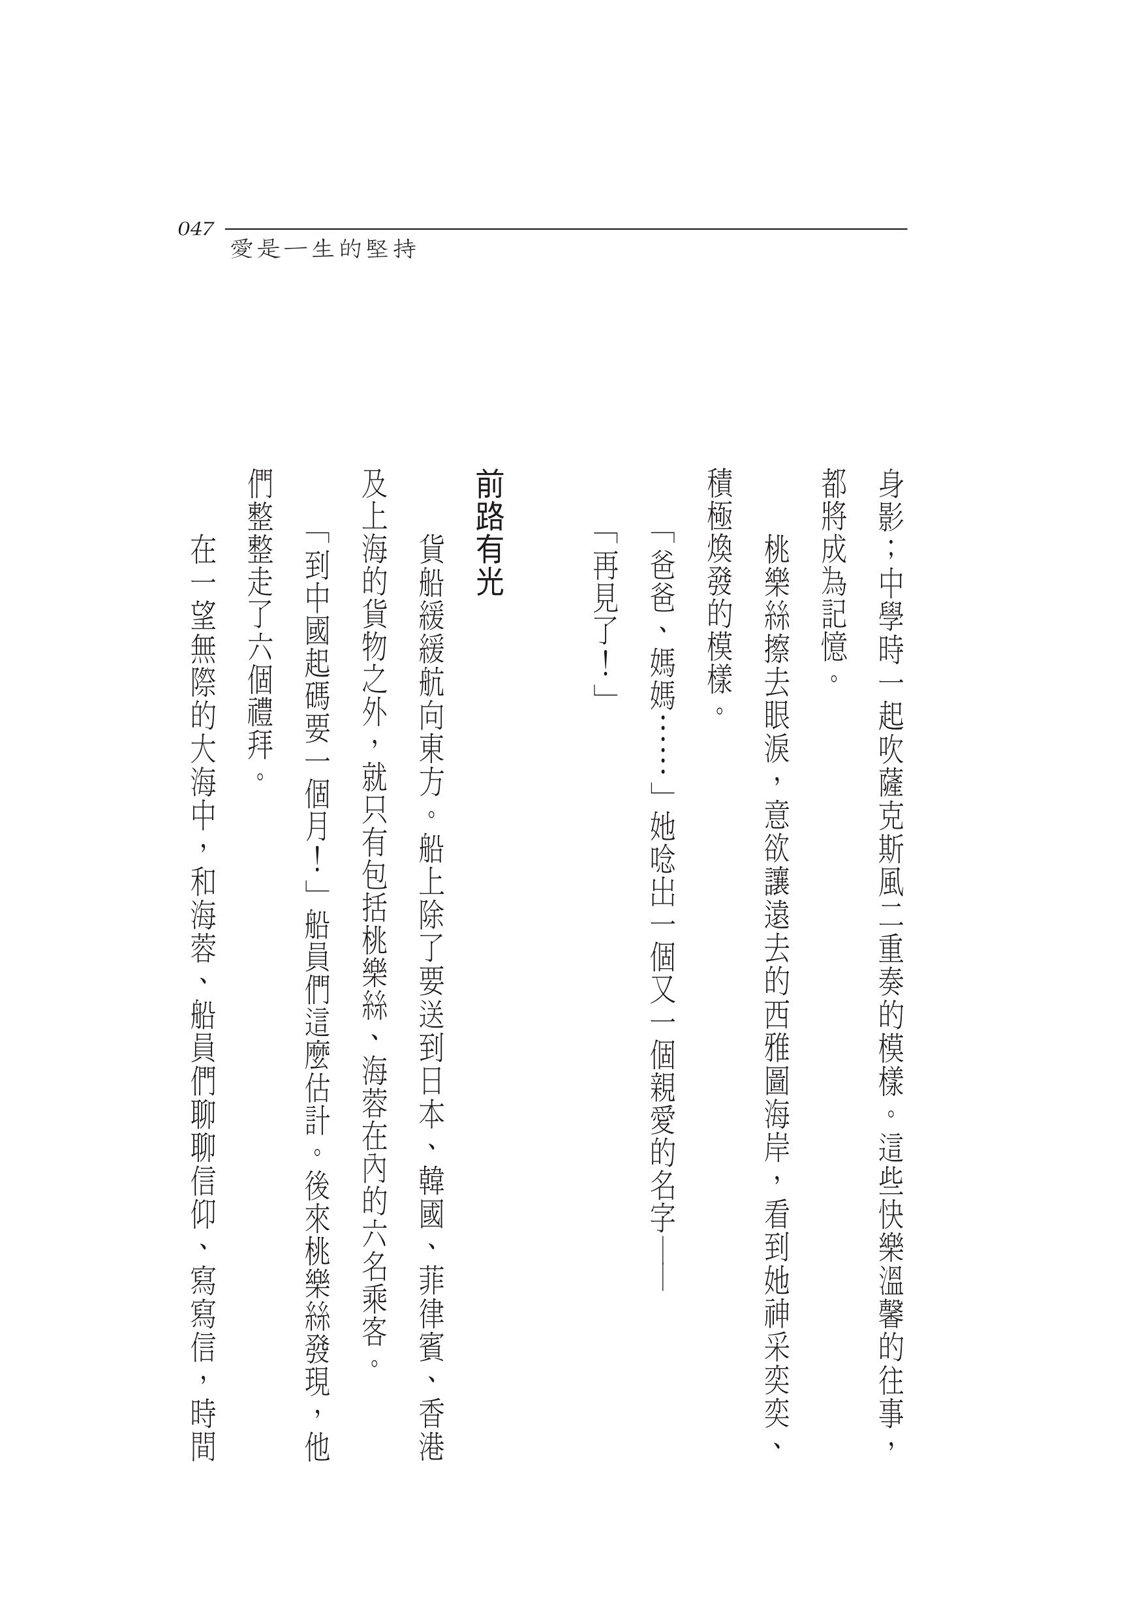 047
愛是一生的堅持
身影；中學時一起吹薩克斯風二重奏的模樣。這些快樂溫馨的往事，
都將成為記憶。
桃樂絲擦去眼淚，意欲讓遠去的西雅圖海岸，看到她神采奕奕、
積極煥發的模樣。
「爸爸、媽媽……」她唸出一個又一個親愛的名字——
「再見了！」
前路有光
貨船緩緩航向東方。船上除了要送到日本、韓國、菲律賓、香港
及上海的貨物之外，就只有包括桃樂絲、海蓉在內的六名乘客。
「到中國起碼要一個月！」船員們這麼估計。後來桃樂絲發現，他
們整整走了六個禮拜。
在一望無際的大海中，和海蓉、船員們聊聊信仰、寫寫信，時間